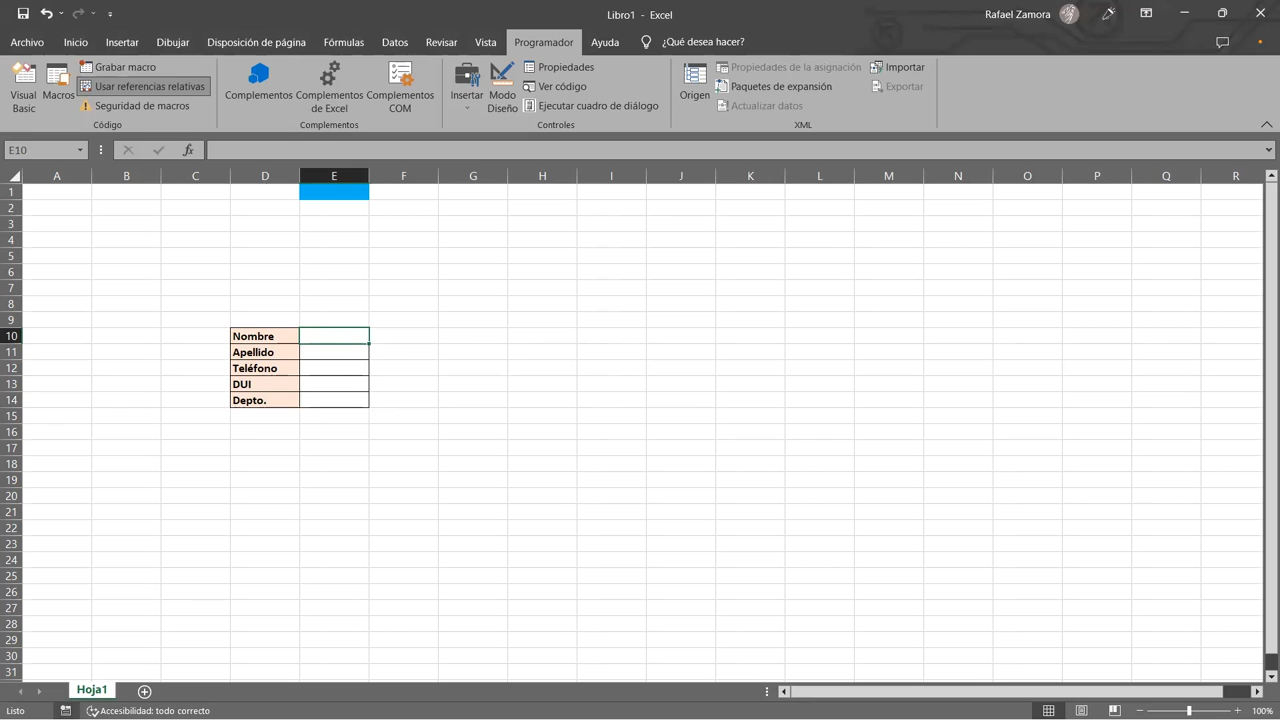 Libro1 - Excel
Rafael Zamora
Archivo Inicio Insertar Dibujar Disposición de página Fórmulas Datos Revisar Vista Programador Ayuda ¿Qué desea hacer?
Visual Basic
Macros
Grabar macro
Usar referencias relativas
Seguridad de macros
Código
Complementos
Complementos de Excel
Complementos COM
Complementos
Insertar
Modo Diseño
Propiedades
Ver código
Ejecutar cuadro de diálogo
Controles
Origen
Propiedades de la asignación
Paquetes de expansión
Actualizar datos
Importar
Exportar
XML
E10
fx
A B C D E F G H I J K L M N O P Q R
1
2
3
4
5
6
7
8
9
10 Nombre
11 Apellido
12 Teléfono
13 DUI
14 Depto.
15
16
17
18
19
20
21
22
23
24
25
26
27
28
29
30
31
Hoja1
Listo
Accesibilidad: todo correcto
100%